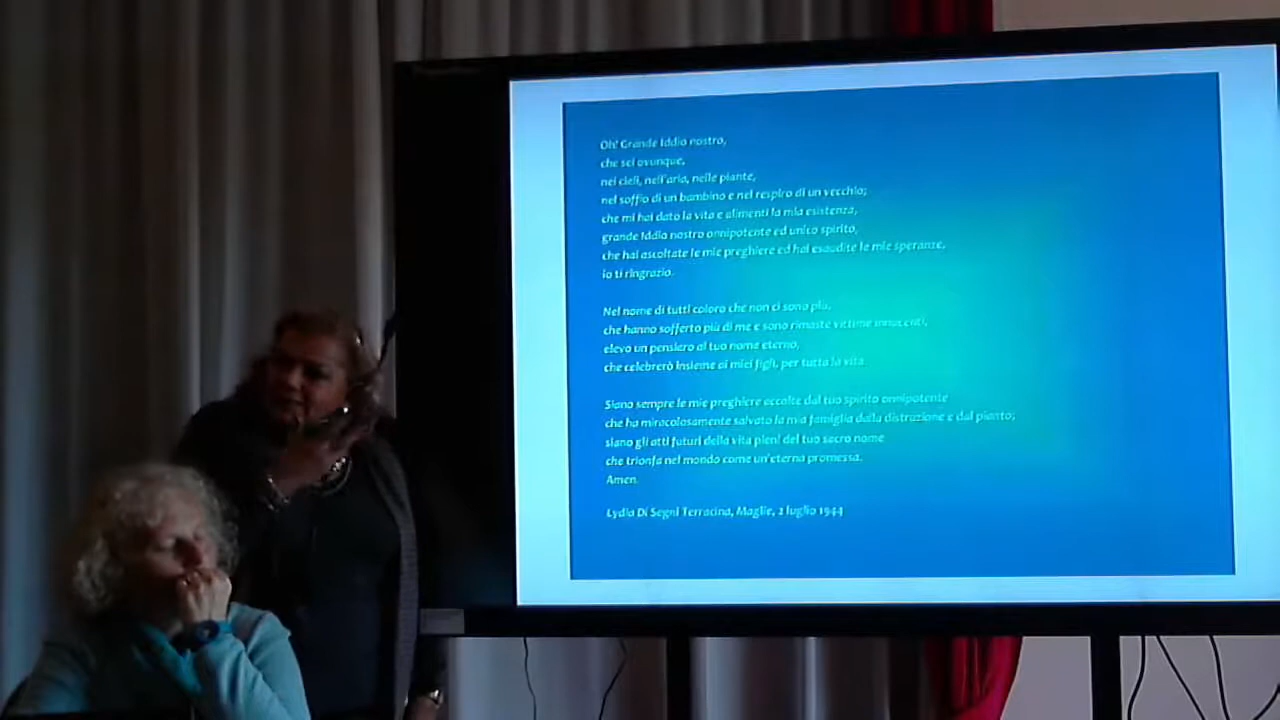 Oh! Grande Iddio nostro,
che sei ovunque,
nei cieli, nell'aria, nelle piante,
nel soffio di un bambino e nel respiro di un vecchio;
che mi hai dato la vita e alimenti la mia esistenza,
grande Iddio nostro onnipotente ed unico spirito,
che hai ascoltate le mie preghiere ed hai esaudite le mie speranze,
io ti ringrazio.
Nel nome di tutti coloro che non ci sono più,
che hanno sofferto più di me e sono rimaste vittime innocenti,
elevo un pensiero al tuo nome eterno,
che celebrerò insieme ai miei figli, per tutta la vita.
Siano sempre le mie preghiere accolte dal tuo spirito onnipotente
che ha miracolosamente salvato la mia famiglia dalla distruzione e dal pianto;
siano gli atti futuri della vita pieni del tuo sacro nome
che trionfa nel mondo come un'eterna promessa.
Amen.
Lydia Di Segni Terracina, Maglie, 2 luglio 1944